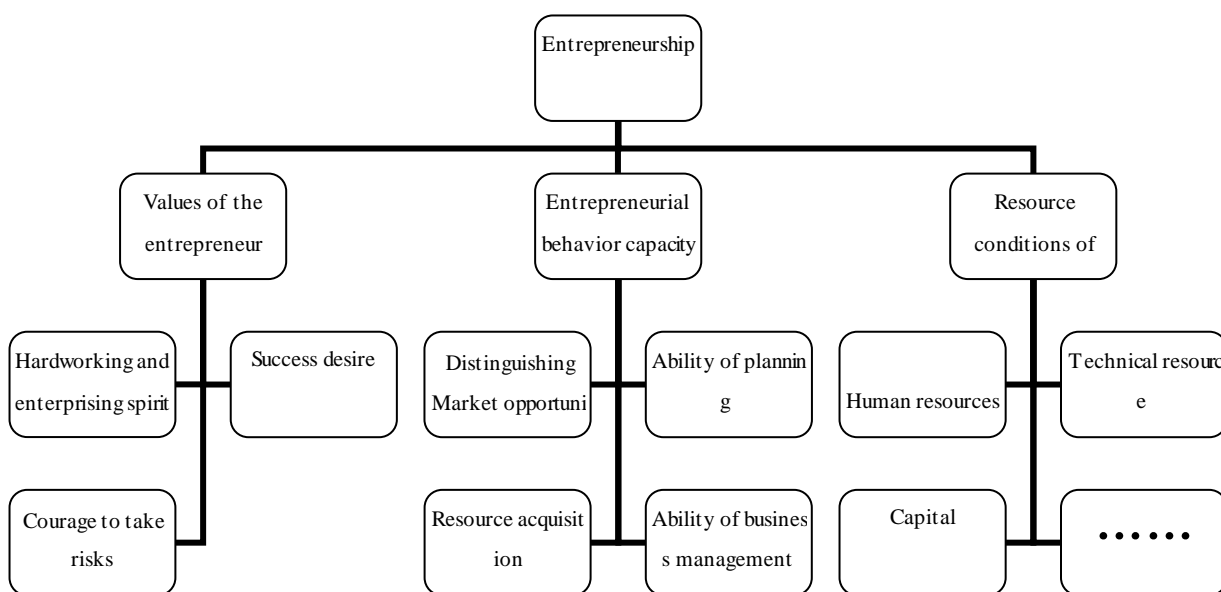 Entrepreneurship
Values of the
entrepreneur
Entrepreneurial
behavior capacity
Resource
conditions of
Hardworking and
enterprising spirit
Success desire
Distinguishing
Market opportuni
Ability of plannin
g
Human resources
Technical resourc
e
Courage to take
risks
Resource acquisit
ion
Ability of busines
s management
Capital
……